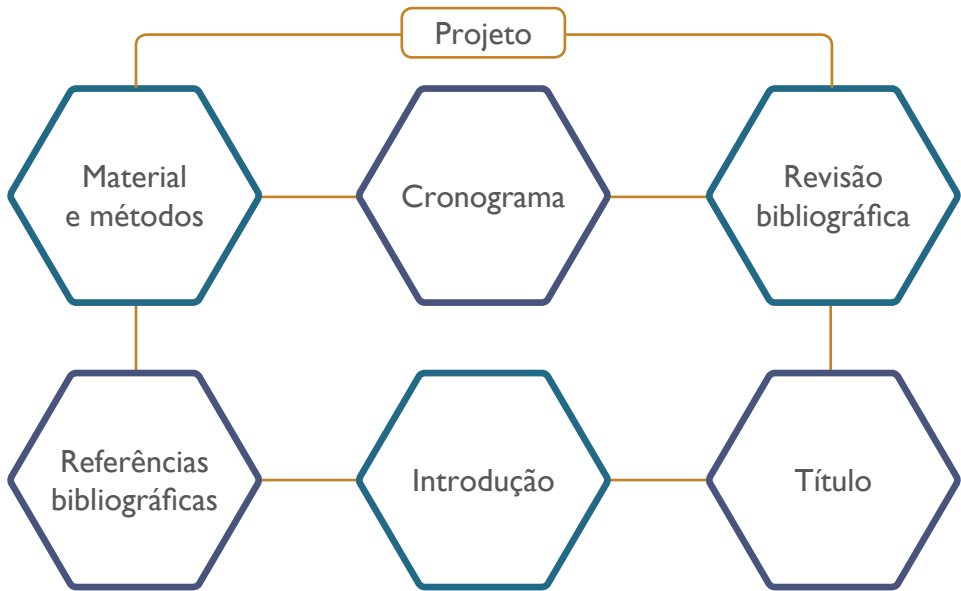 Projeto
Material
e métodos
Cronograma
Revisão
bibliográfica
Referências
bibliográficas
Introdução
Título